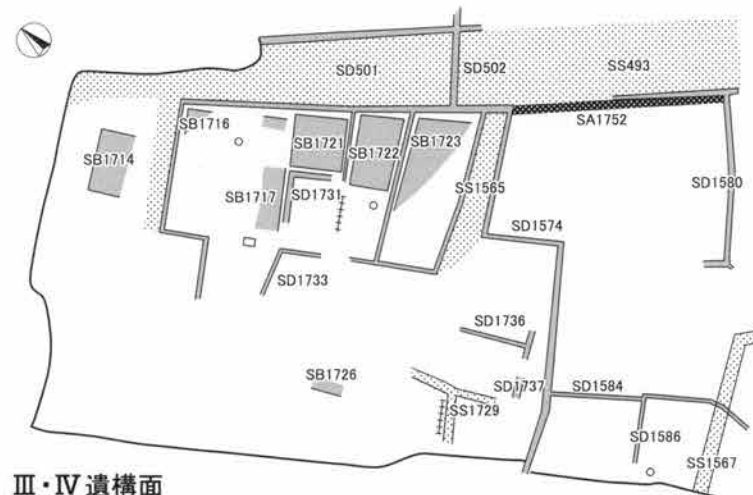 SD501
SD502
SS493
SA1752
SB1716
SB1714
SB1721
SB1722
SB1723
SD1580
SB1717
SD1731
SS1565
SD1574
SD1733
SD1736
SB1726
SD1737
SD1584
SS1729
SD1586
SS1567
Ⅲ・Ⅳ遺構面